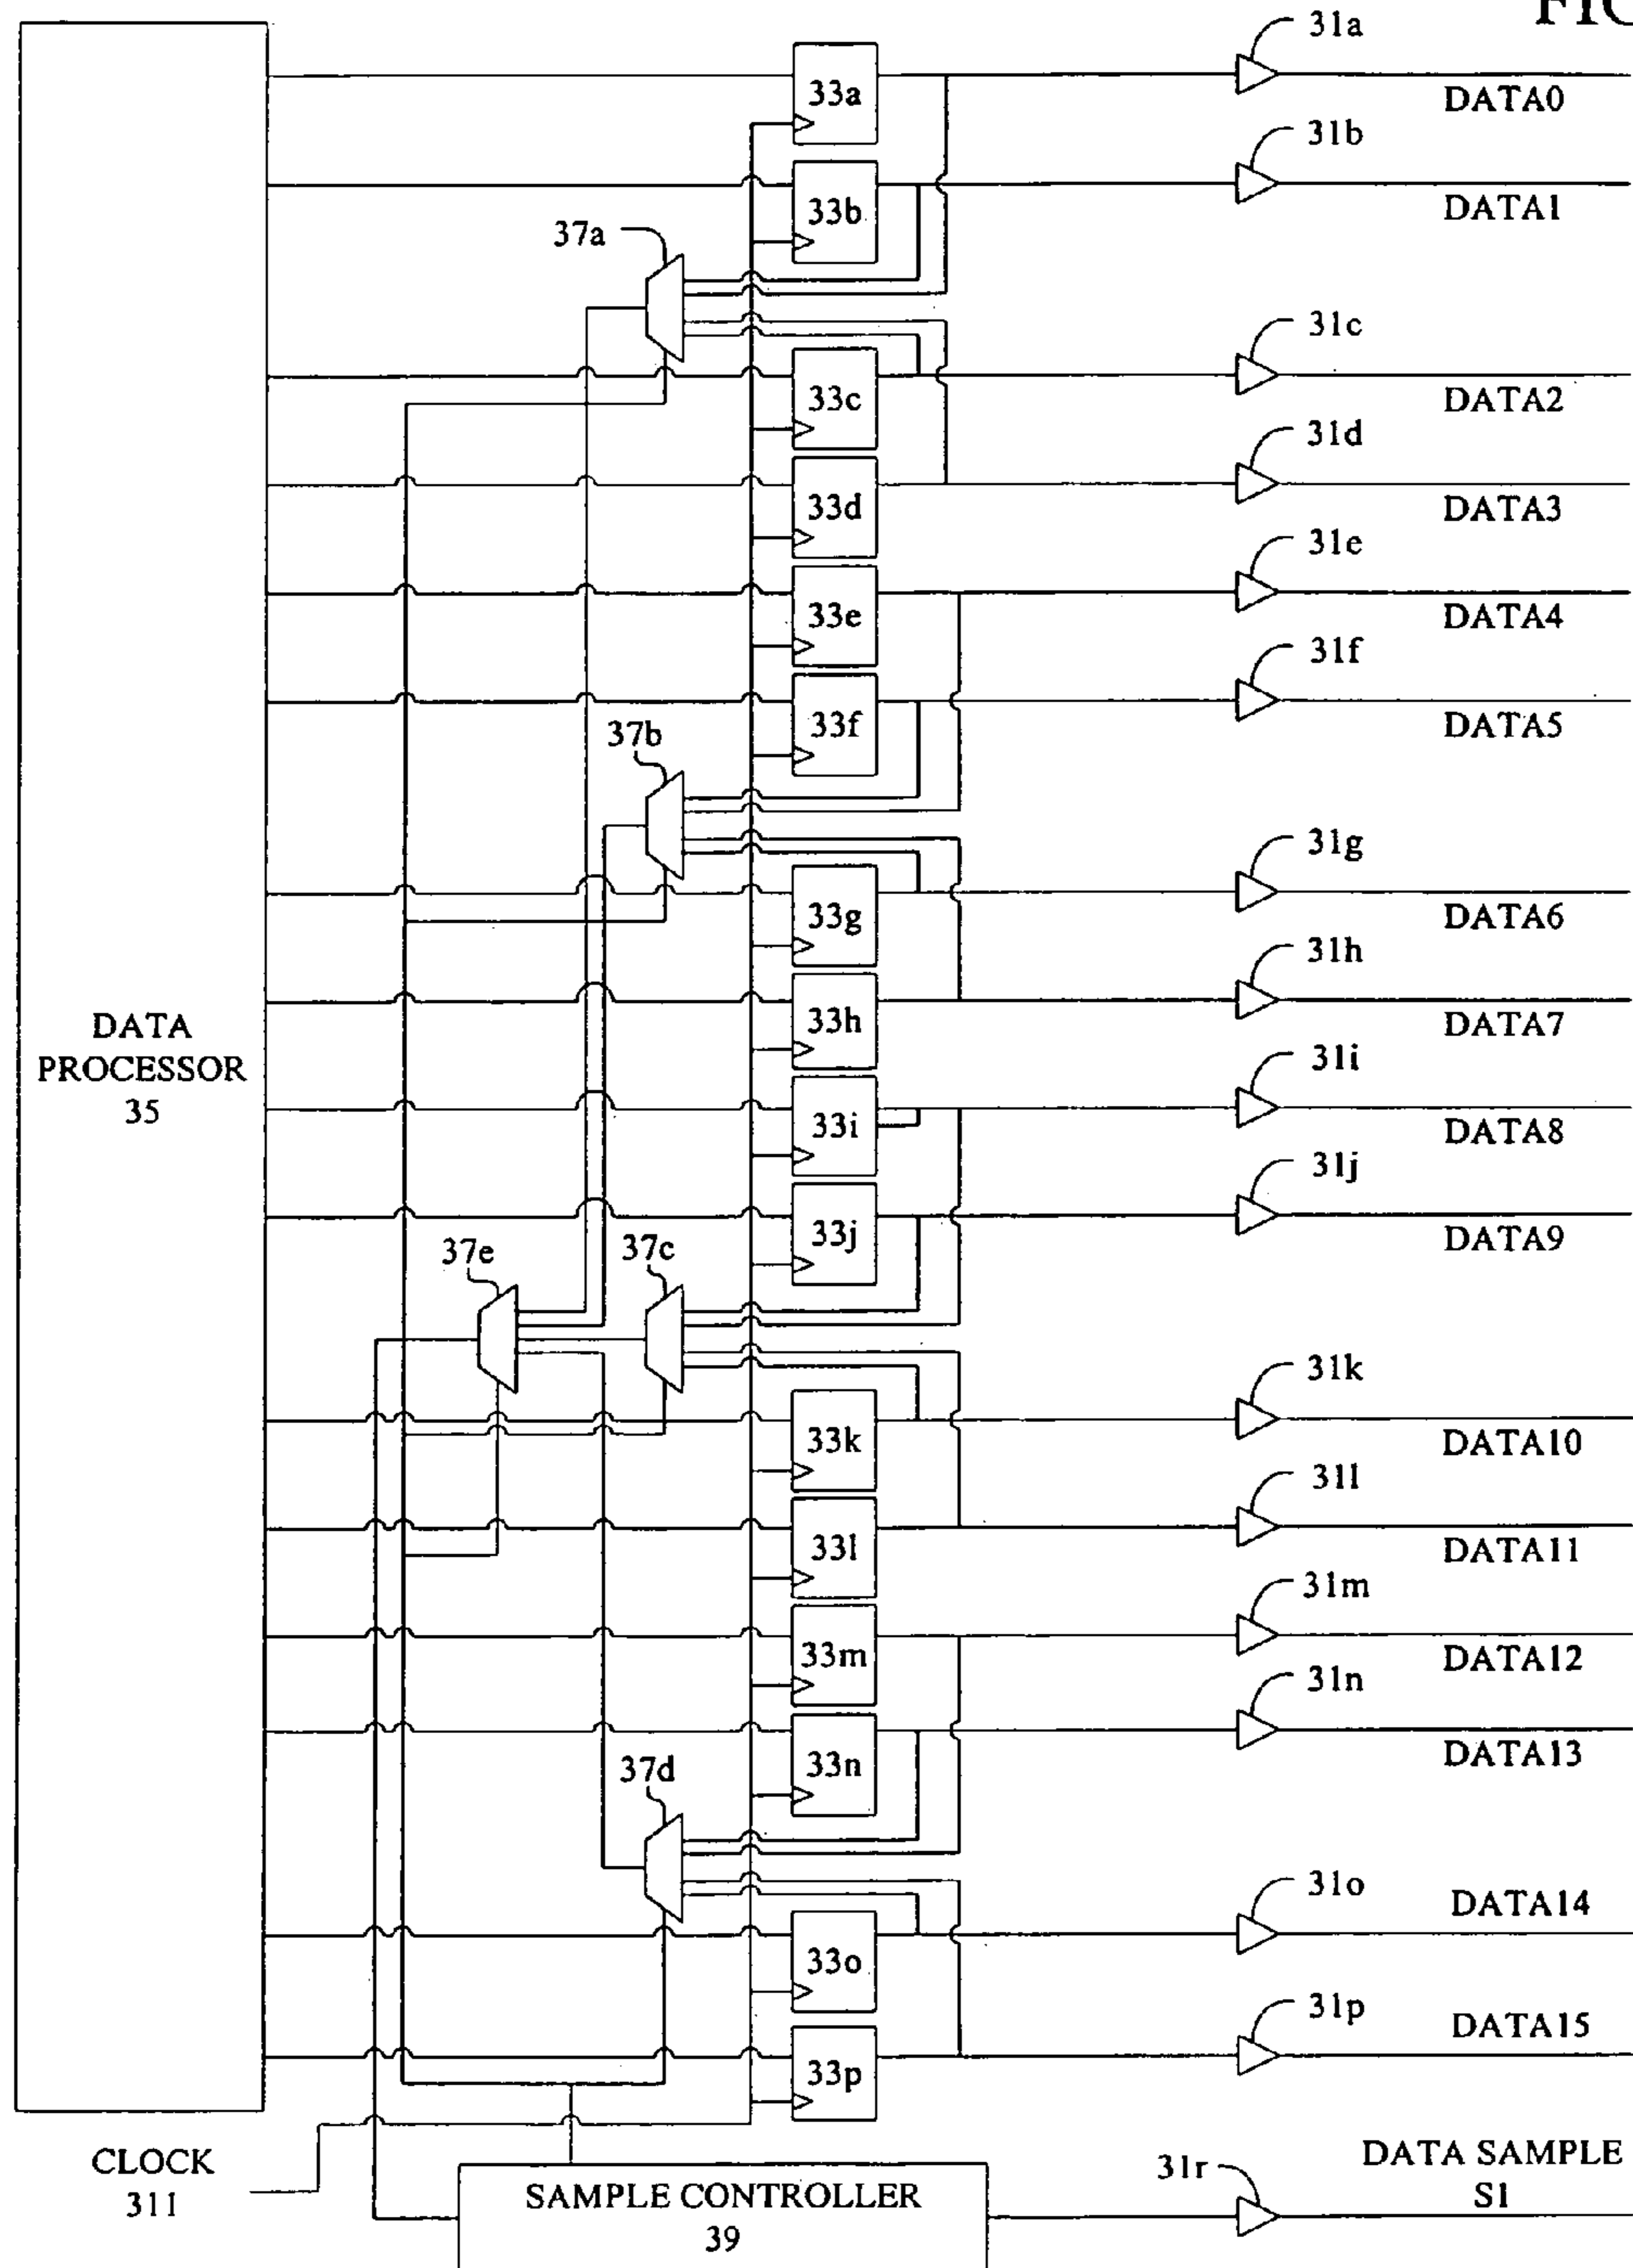 FIG
31a
33a
DATA0
31b
33b
DATA1
37a
31c
33c
DATA2
31d
33d
DATA3
31e
33e
DATA4
31f
33f
DATA5
37b
31g
33g
DATA6
31h
33h
DATA7
DATA
PROCESSOR
35
31i
33i
DATA8
31j
33j
DATA9
37e
37c
31k
33k
DATA10
31l
33l
DATA11
31m
33m
DATA12
31n
33n
DATA13
37d
31o
33o
DATA14
31p
33p
DATA15
CLOCK
311
SAMPLE CONTROLLER
39
31r
DATA SAMPLE
S1